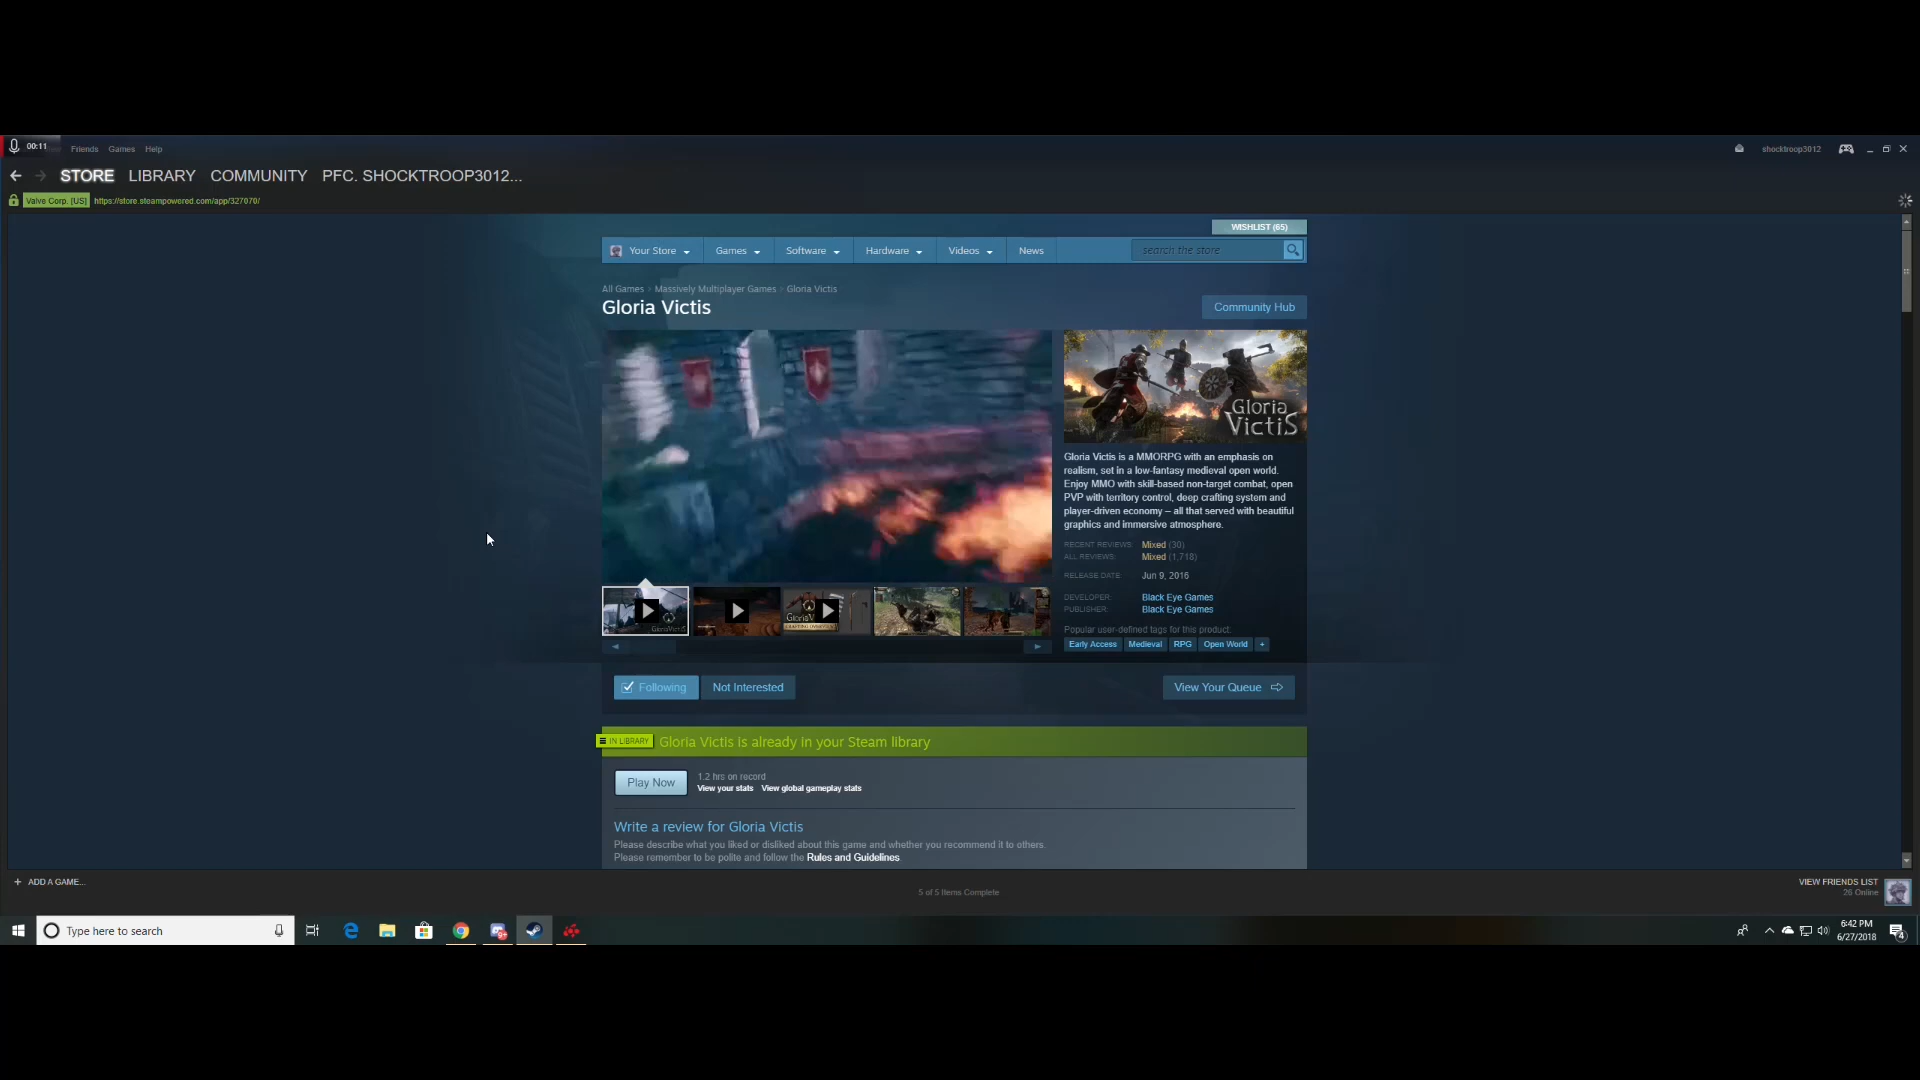 00:11
Friends Games Help
shocktroop3012
STORE LIBRARY COMMUNITY PFC. SHOCKTROOP3012...
Valve Corp. [US] https://store.steampowered.com/app/327070/
WISHLIST (65)
Your Store Games Software Hardware Videos News search the store
All Games > Massively Multiplayer Games > Gloria Victis
Gloria Victis
Community Hub
Gloria
Victis
Gloria Victis is a MMORPG with an emphasis on
realism, set in a low-fantasy medieval open world.
Enjoy MMO with skill-based non-target combat, open
PVP with territory control, deep crafting system and
player-driven economy – all that served with beautiful
graphics and immersive atmosphere.
RECENT REVIEWS: Mixed (30)
ALL REVIEWS: Mixed (1,718)
RELEASE DATE: Jun 9, 2016
DEVELOPER: Black Eye Games
PUBLISHER: Black Eye Games
Popular user-defined tags for this product:
Early Access Medieval RPG Open World +
Following Not Interested View Your Queue
IN LIBRARY Gloria Victis is already in your Steam library
Play Now
1.2 hrs on record
View your stats View global gameplay stats
Write a review for Gloria Victis
Please describe what you liked or disliked about this game and whether you recommend it to others.
Please remember to be polite and follow the Rules and Guidelines.
+ ADD A GAME...
5 of 5 Items Complete
VIEW FRIENDS LIST
26 Online
Type here to search
6:42 PM
6/27/2018
4